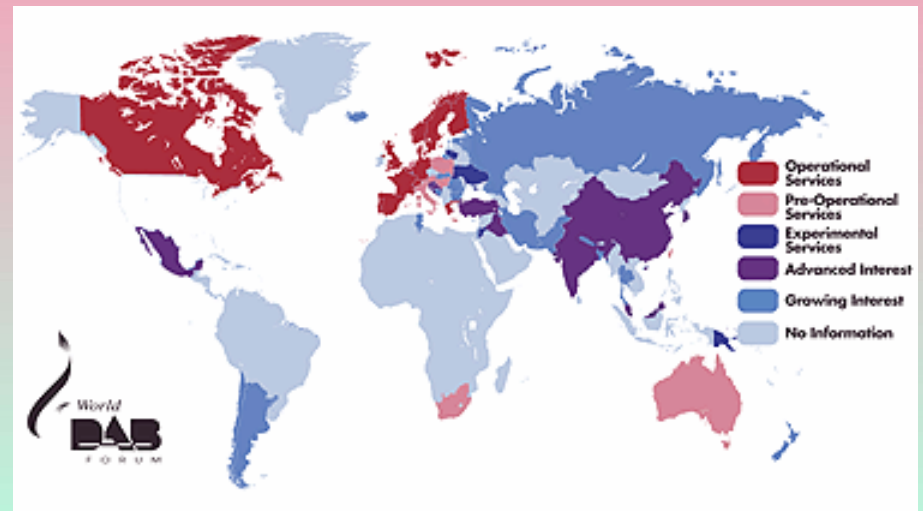 Operational
Services
Pre-Operational
Services
Experimental
Services
Advanced Interest
Growing Interest
No Information
World
DAB
FORUM